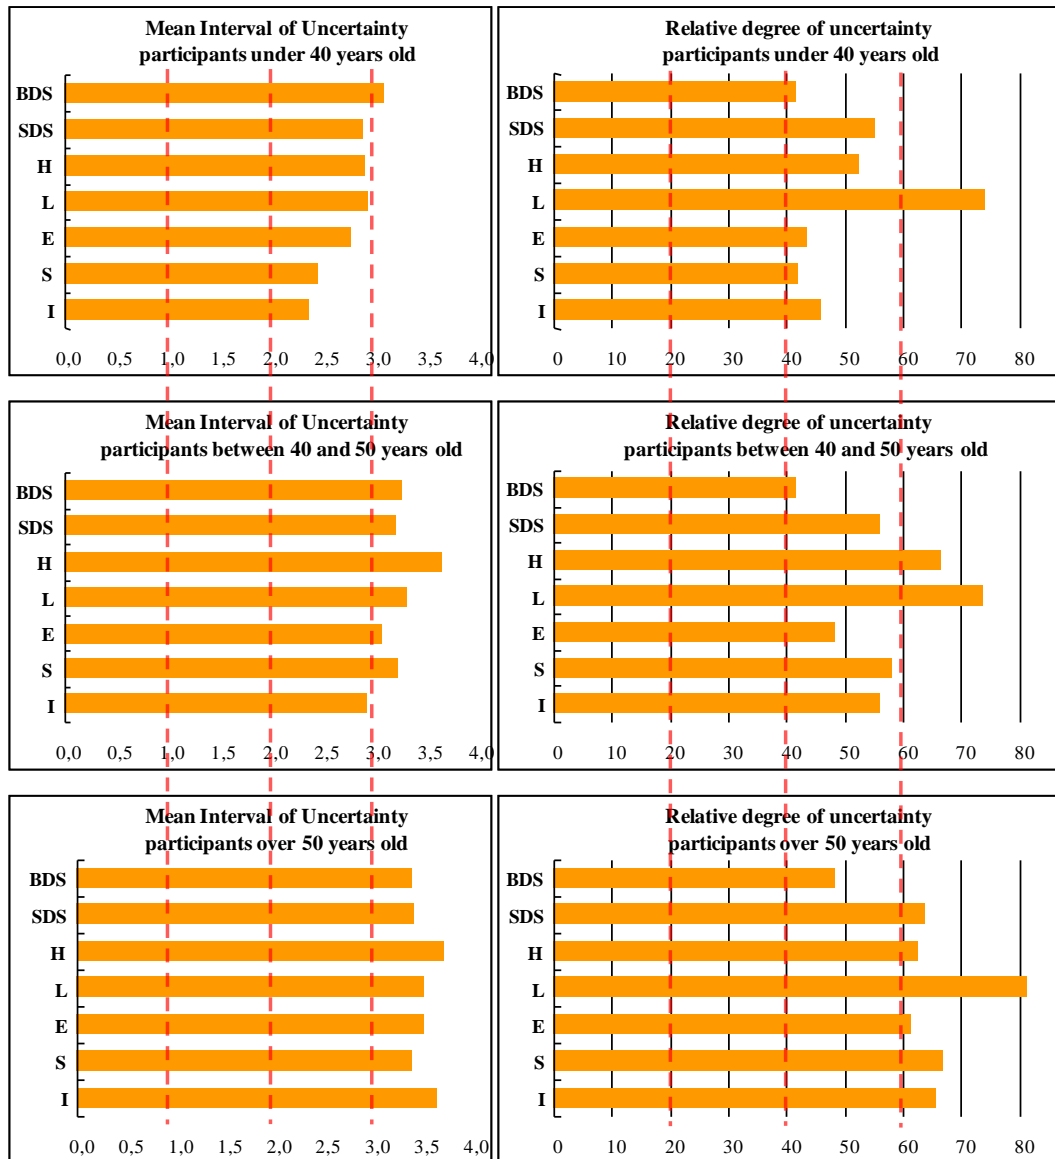 Mean Interval of Uncertainty
participants under 40 years old
BDS
SDS
H
L
E
S
I
0,0 0,5 1,0 1,5 2,0 2,5 3,0 3,5 4,0
Relative degree of uncertainty
participants under 40 years old
BDS
SDS
H
L
E
S
I
0 10 20 30 40 50 60 70 80
Mean Interval of Uncertainty
participants between 40 and 50 years old
BDS
SDS
H
L
E
S
I
0,0 0,5 1,0 1,5 2,0 2,5 3,0 3,5 4,0
Relative degree of uncertainty
participants between 40 and 50 years old
BDS
SDS
H
L
E
S
I
0 10 20 30 40 50 60 70 80
Mean Interval of Uncertainty
participants over 50 years old
BDS
SDS
H
L
E
S
I
0,0 0,5 1,0 1,5 2,0 2,5 3,0 3,5 4,0
Relative degree of uncertainty
participants over 50 years old
BDS
SDS
H
L
E
S
I
0 10 20 30 40 50 60 70 80